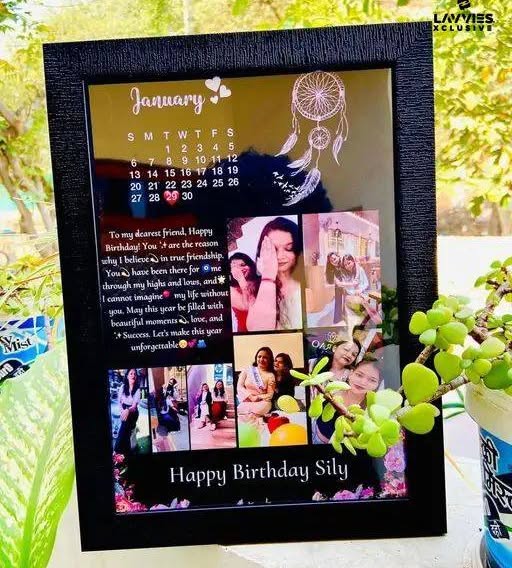 LAVVIES
XCLUSIVE
January
S M T W T F S
1 2 3 4 5
6 7 8 9 10 11 12
13 14 15 16 17 18 19
20 21 22 23 24 25 26
27 28 29 30
To my dearest friend, Happy
Birthday! You are the reason
why I believe in true friendship.
You have been there for me
through my highs and lows, and
I cannot imagine my life without
you. May this year be filled with
beautiful moments, love, and
Success. Let's make this year
unforgettable
Happy Birthday Sily
Mist